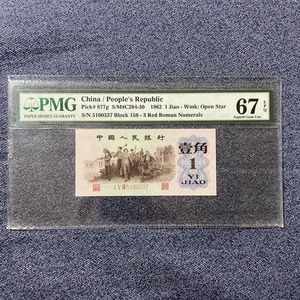 PMG
PAPER MONEY GUARANTY
China / People's Republic
Pick# 877g S/M#C284-30 1962 1 Jiao - Wmk: Open Star
S/N 5100337 Block 158 - 3 Red Roman Numerals
67 EPQ
Superb Gem Unc
中国人民银行
壹角
1
YI JIAO
5100337